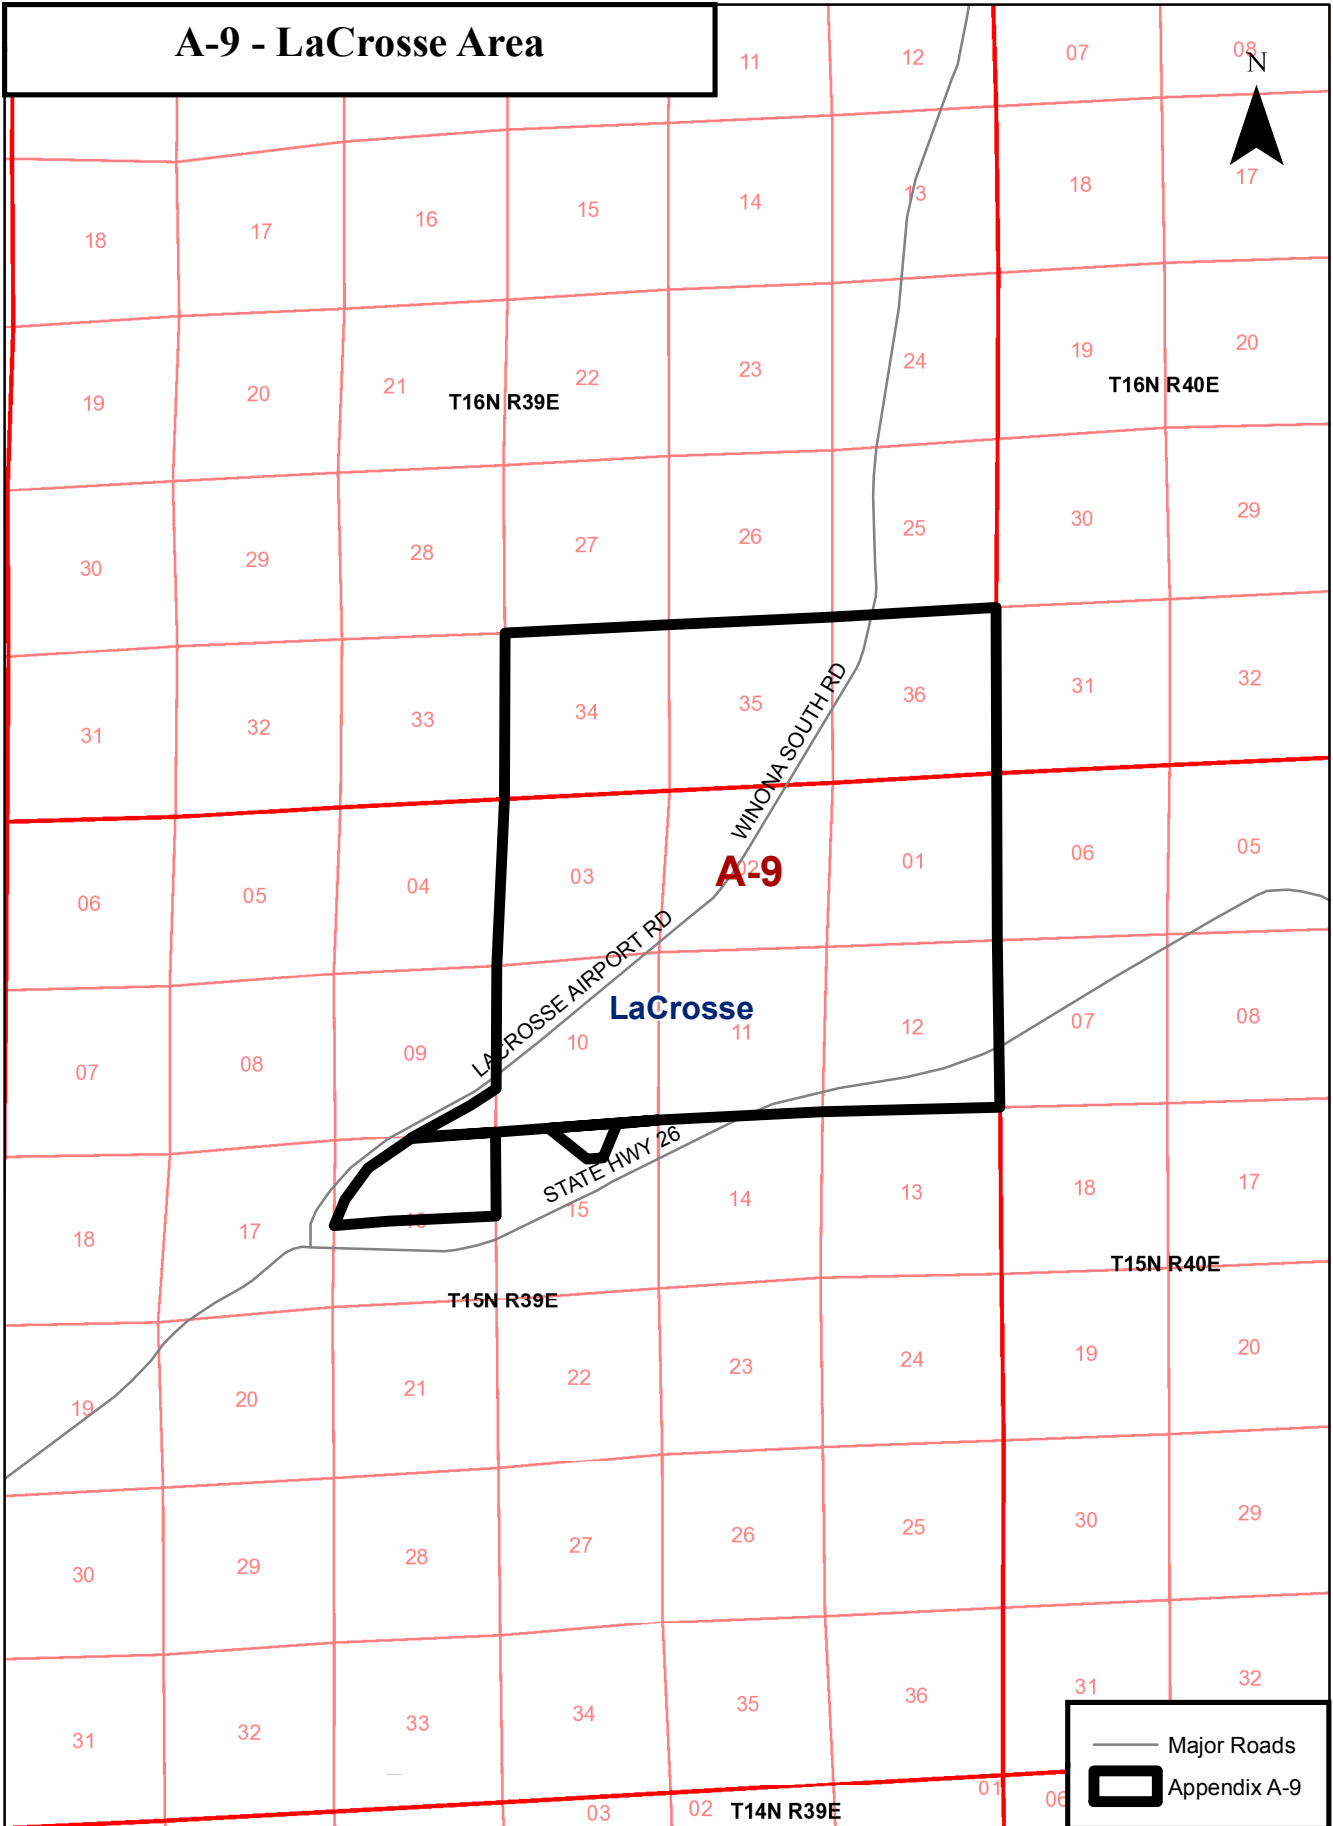 A-9 - LaCrosse Area
11 12 07 08
N
18 17 16 15 14 13 18 17
19 20 21 22 23 24 19 20
T16N R39E T16N R40E
30 29 28 27 26 25 30 29
31 32 33 34 35 36 31 32
WINONA SOUTH RD
06 05 04 03 02 01 06 05
A-9
LACROSSE AIRPORT RD
LaCrosse
07 08 09 10 11 12 07 08
STATE HWY 26
18 17 16 15 14 13 18 17
T15N R39E T15N R40E
19 20 21 22 23 24 19 20
30 29 28 27 26 25 30 29
31 32 33 34 35 36 31 32
03 02 T14N R39E 01 06
Major Roads
Appendix A-9